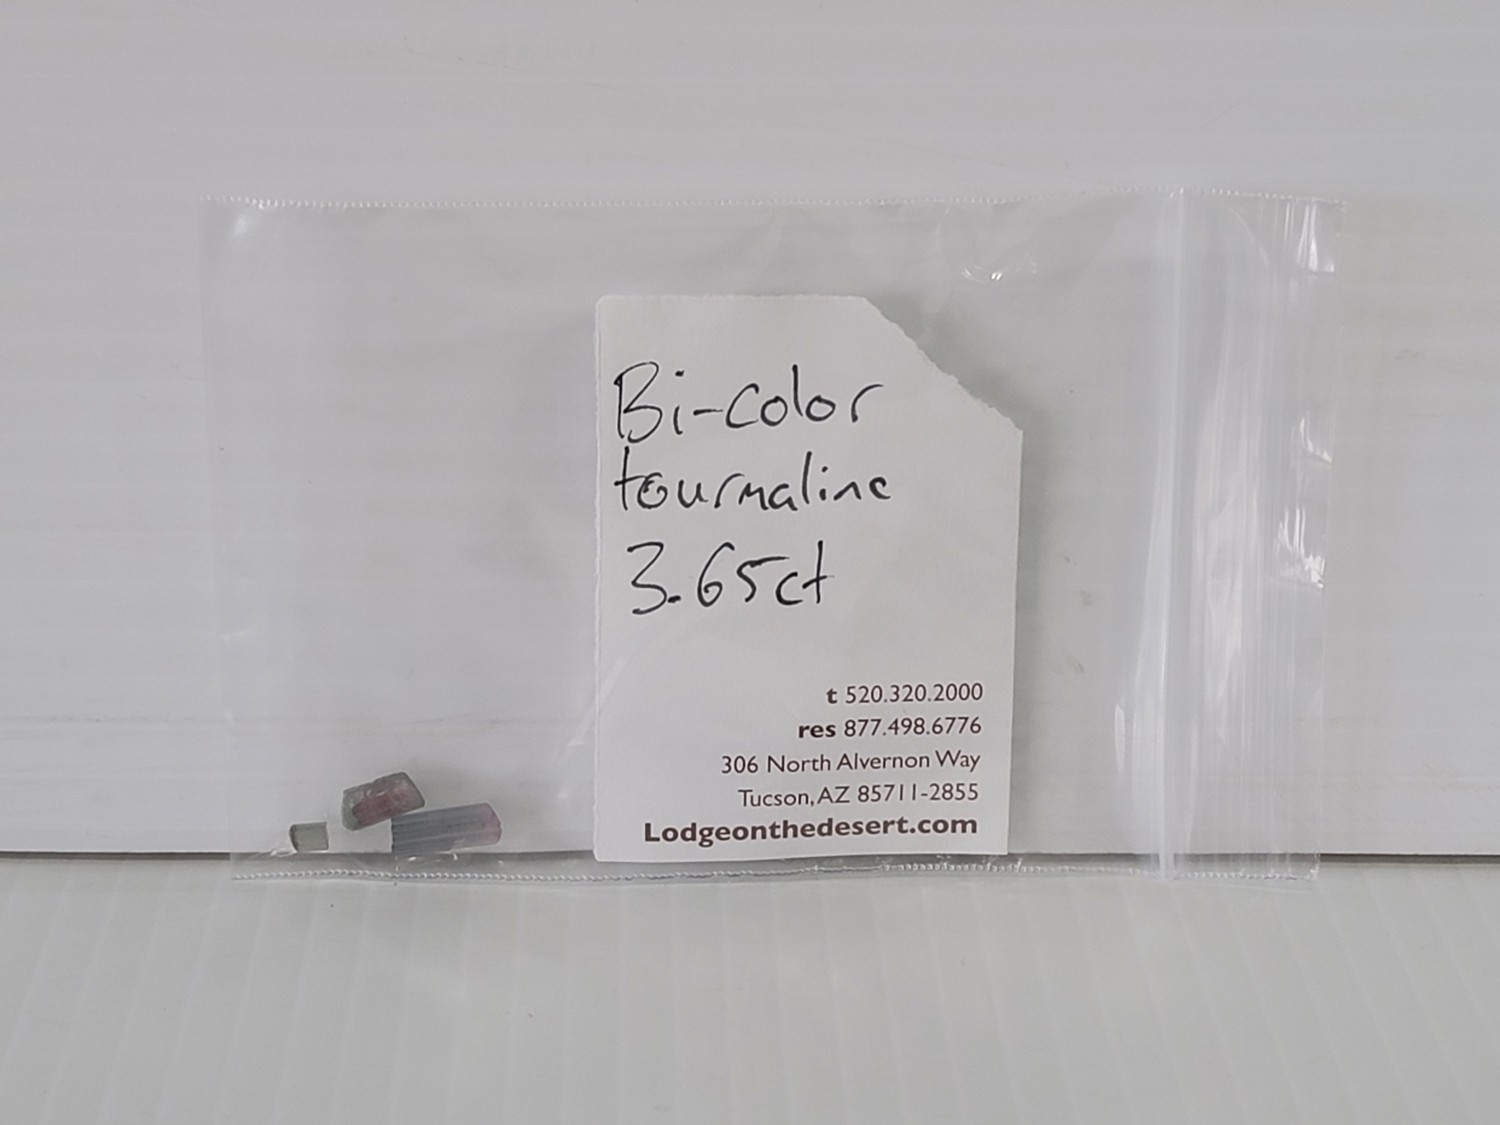 Bi-color
tourmaline
3.65ct
t 520.320.2000
res 877.498.6776
306 North Alvernon Way
Tucson, AZ 85711-2855
Lodgeonthedesert.com